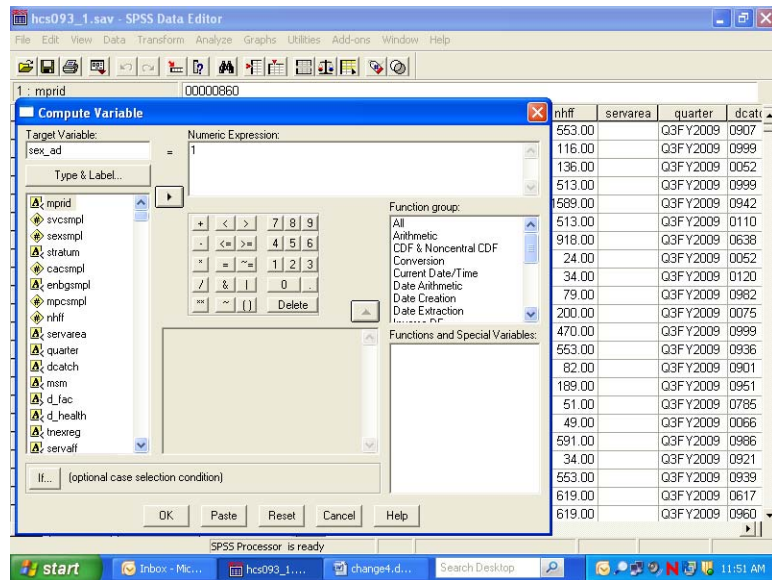 hcs093_1.sav - SPSS Data Editor
File Edit View Data Transform Analyze Graphs Utilities Add-ons Window Help
1 : mprid 00000860
Compute Variable
Target Variable:
sex_ad
=
Numeric Expression:
1
Type & Label...
mprid
svcsmpl
sexsmpl
stratum
cacsmpl
enbgsmpl
mpcsmpl
nhff
servarea
quarter
dcatch
msm
d_fac
d_health
tnexreg
servaff
+ < > 7 8 9
- <= >= 4 5 6
* = ~= 1 2 3
/ & | 0 .
** ~ () Delete
Function group:
All
Arithmetic
CDF & Noncentral CDF
Conversion
Current Date/Time
Date Arithmetic
Date Creation
Date Extraction
Functions and Special Variables:
If... (optional case selection condition)
OK Paste Reset Cancel Help
nhff servarea quarter dcatc
553.00 Q3FY2009 0907
116.00 Q3FY2009 0999
136.00 Q3FY2009 0052
513.00 Q3FY2009 0999
1589.00 Q3FY2009 0942
513.00 Q3FY2009 0110
918.00 Q3FY2009 0638
24.00 Q3FY2009 0052
34.00 Q3FY2009 0120
79.00 Q3FY2009 0982
200.00 Q3FY2009 0075
470.00 Q3FY2009 0999
553.00 Q3FY2009 0936
82.00 Q3FY2009 0901
189.00 Q3FY2009 0951
51.00 Q3FY2009 0785
49.00 Q3FY2009 0066
591.00 Q3FY2009 0986
34.00 Q3FY2009 0921
553.00 Q3FY2009 0939
619.00 Q3FY2009 0617
619.00 Q3FY2009 0960
SPSS Processor is ready
start Inbox - Mic... hcs093_1.... change4.d... Search Desktop 11:51 AM